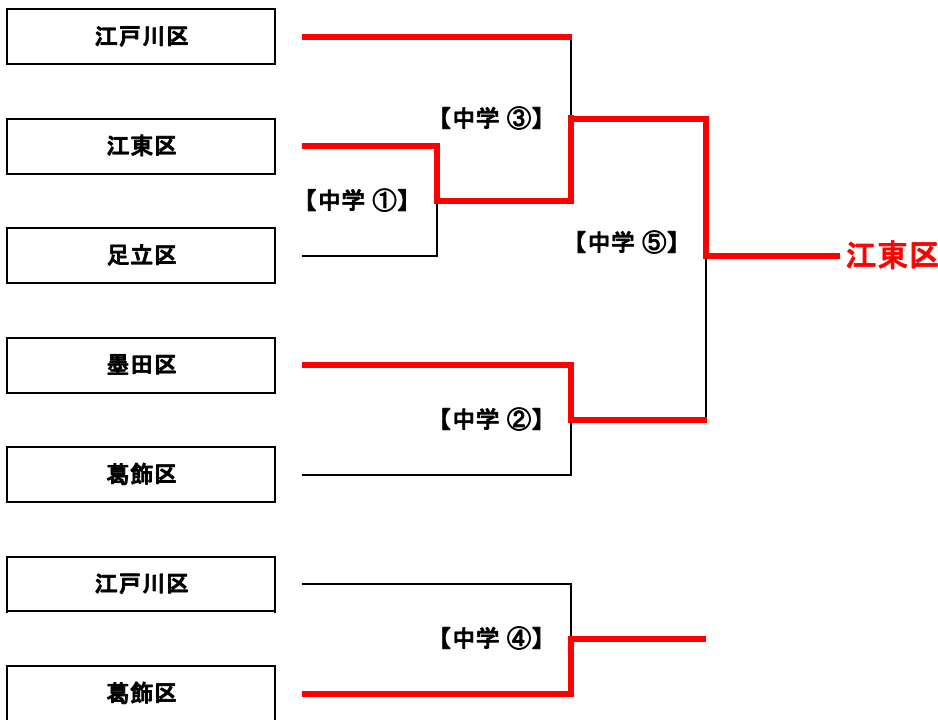 江戸川区
【中学 ③】
江東区
【中学 ①】
足立区
【中学 ⑤】
江東区
墨田区
【中学 ②】
葛飾区
江戸川区
【中学 ④】
葛飾区